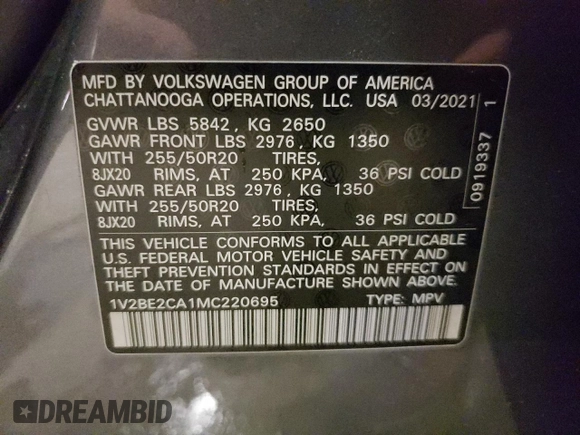 MFD BY VOLKSWAGEN GROUP OF AMERICA
CHATTANOOGA OPERATIONS, LLC. USA 03/2021
GVWR LBS 5842, KG 2650
GAWR FRONT LBS 2976, KG 1350
WITH 255/50R20 TIRES,
8JX20 RIMS, AT 250 KPA, 36 PSI COLD
GAWR REAR LBS 2976, KG 1350
WITH 255/50R20 TIRES,
8JX20 RIMS, AT 250 KPA, 36 PSI COLD
THIS VEHICLE CONFORMS TO ALL APPLICABLE
U.S. FEDERAL MOTOR VEHICLE SAFETY AND
THEFT PREVENTION STANDARDS IN EFFECT ON
THE DATE OF MANUFACTURE SHOWN ABOVE.
1V2BE2CA1MC220695 TYPE: MPV
0919337 1
DREAMBID